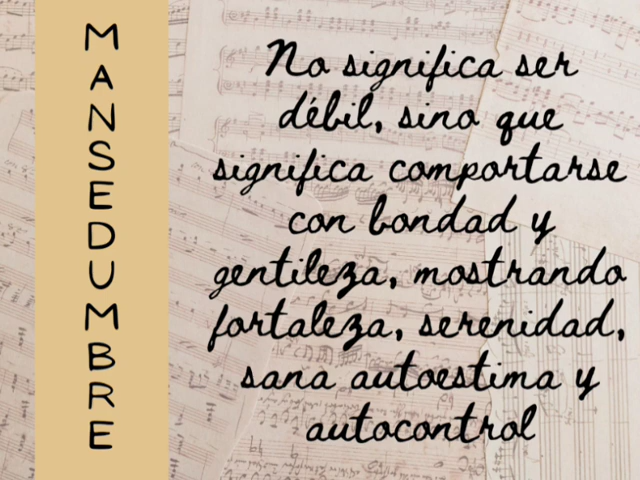 MANSEDUMBRE
No significa ser
débil, sino que
significa comportarse
con bondad y
gentileza, mostrando
fortaleza, serenidad,
sana autoestima y
autocontrol